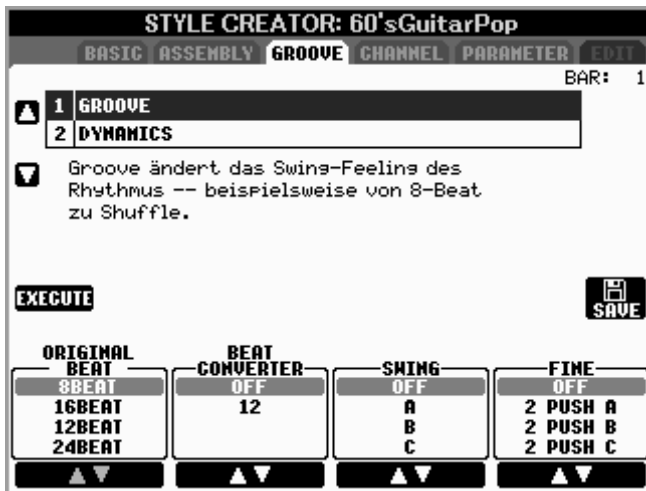 STYLE CREATOR: 60'sGuitarPop
BASIC ASSEMBLY GROOVE CHANNEL PARAMETER EDIT
BAR: 1
1 GROOVE
2 DYNAMICS
Groove ändert das Swing-Feeling des
Rhythmus -- beispielsweise von 8-Beat
zu Shuffle.
EXECUTE
SAVE
ORIGINAL BEAT
8BEAT
16BEAT
12BEAT
24BEAT
BEAT CONVERTER
OFF
12
SWING
OFF
A
B
C
FINE
OFF
2 PUSH A
2 PUSH B
2 PUSH C